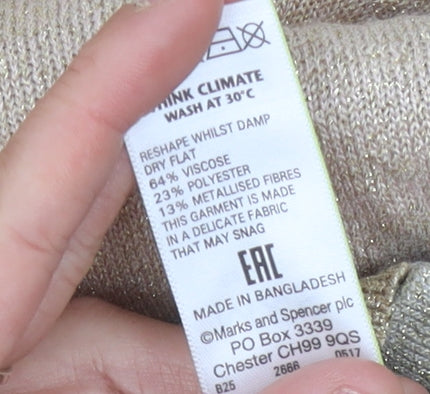 THINK CLIMATE
WASH AT 30°C
RESHAPE WHILST DAMP
DRY FLAT
64% VISCOSE
23% POLYESTER
13% METALLISED FIBRES
THIS GARMENT IS MADE
IN A DELICATE FABRIC
THAT MAY SNAG
EAC
MADE IN BANGLADESH
©Marks and Spencer plc
PO Box 3339
Chester CH99 9QS
B25 2666 0517